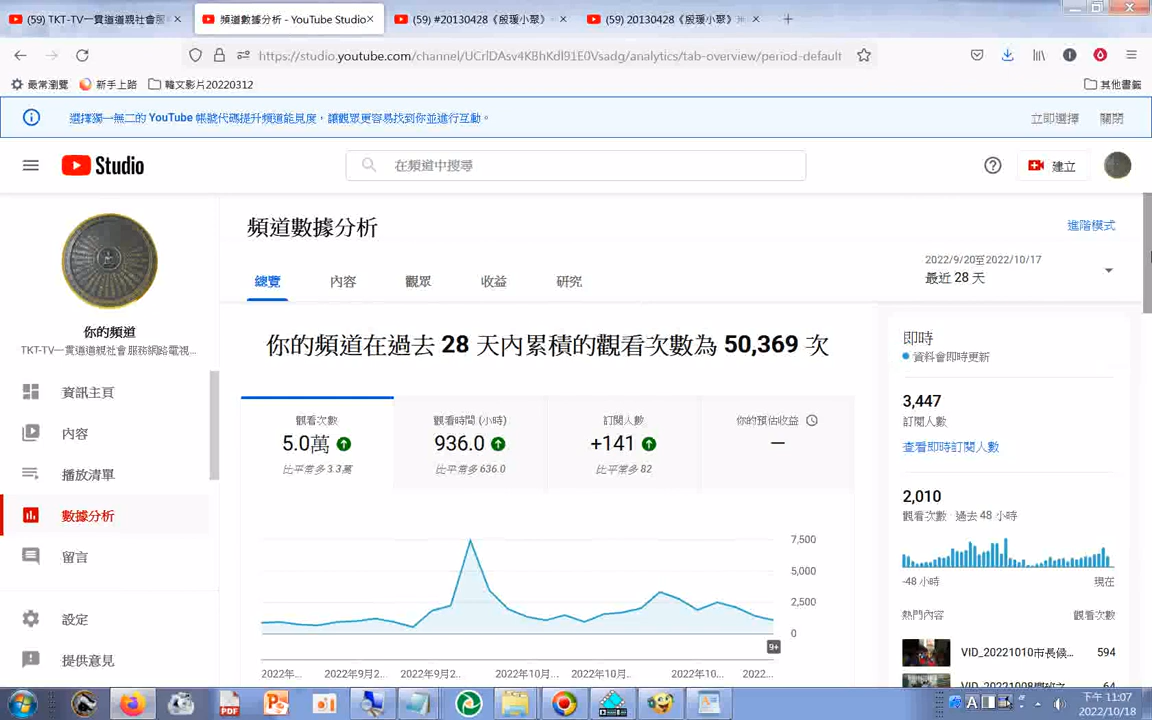 (59) TKT-TV一貫道道親社會服
頻道數據分析 - YouTube Studio
(59) #20130428《殷瑗小聚》
(59) 20130428《殷瑗小聚》
https://studio.youtube.com/channel/UCrlDAsv4KBhKdl91E0Vsadg/analytics/tab-overview/period-default
最常瀏覽
新手上路
韓文影片20220312
其他書籤
選擇獨一無二的 YouTube 帳號代碼提升頻道能見度，讓觀眾更容易找到你並進行互動。
立即選擇
關閉
Studio
在頻道中搜尋
建立
頻道數據分析
進階模式
總覽
內容
觀眾
收益
研究
2022/9/20至2022/10/17
最近 28 天
你的頻道
TKT-TV一貫道道親社會服務網路電視...
資訊主頁
內容
播放清單
數據分析
留言
設定
提供意見
你的頻道在過去 28 天內累積的觀看次數為 50,369 次
觀看次數
5.0萬
比平常多 3.3萬
觀看時間 (小時)
936.0
比平常多 636.0
訂閱人數
+141
比平常多 82
你的預估收益
—
7,500
5,000
2,500
0
9+
2022年...
2022年9月2...
2022年9月2...
2022年10...
2022年10...
2022...
即時
資料會即時更新
3,447
訂閱人數
查看即時訂閱人數
2,010
觀看次數 · 過去 48 小時
-48 小時
現在
熱門內容
觀看次數
VID_20221010市長候...
594
64
下午 11:07
2022/10/18